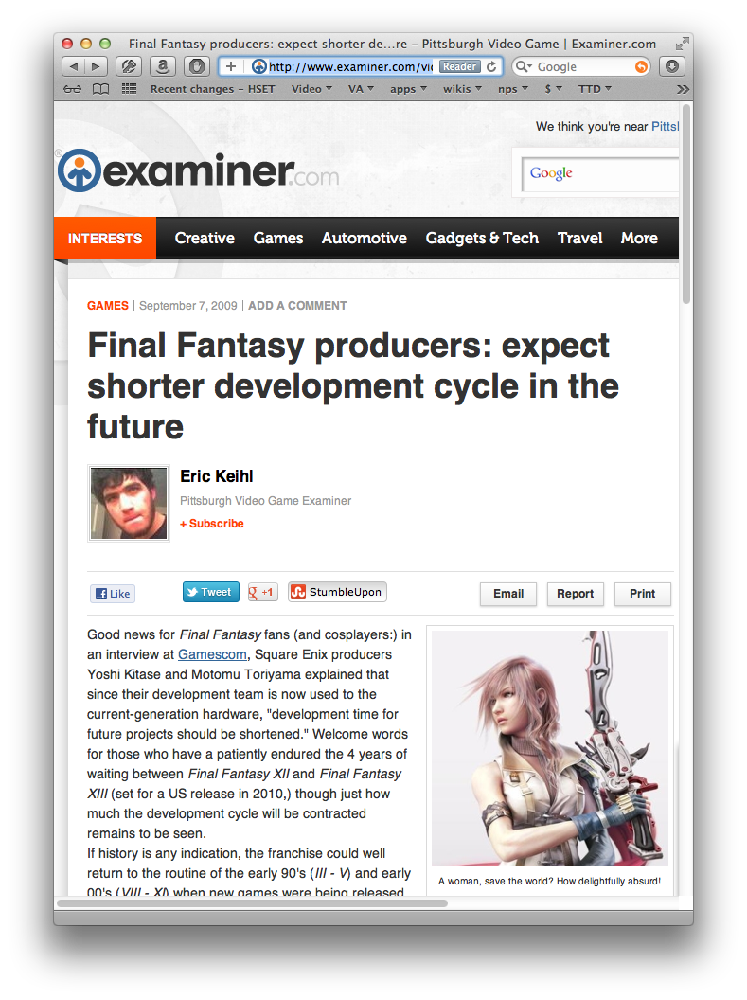 Final Fantasy producers: expect shorter de...re – Pittsburgh Video Game | Examiner.com
http://www.examiner.com/vi Reader Google
Recent changes - HSET Video VA apps wikis nps $ TTD
We think you're near Pitts
examiner.com
Google
INTERESTS Creative Games Automotive Gadgets & Tech Travel More
GAMES | September 7, 2009 | ADD A COMMENT
Final Fantasy producers: expect
shorter development cycle in the
future
Eric Keihl
Pittsburgh Video Game Examiner
+ Subscribe
Like Tweet +1 StumbleUpon Email Report Print
Good news for Final Fantasy fans (and cosplayers:) in
an interview at Gamescom, Square Enix producers
Yoshi Kitase and Motomu Toriyama explained that
since their development team is now used to the
current-generation hardware, "development time for
future projects should be shortened." Welcome words
for those who have a patiently endured the 4 years of
waiting between Final Fantasy XII and Final Fantasy
XIII (set for a US release in 2010,) though just how
much the development cycle will be contracted
remains to be seen.
If history is any indication, the franchise could well
return to the routine of the early 90's (III - V) and early
00's (VIII - XI) when new games were being released
A woman, save the world? How delightfully absurd!